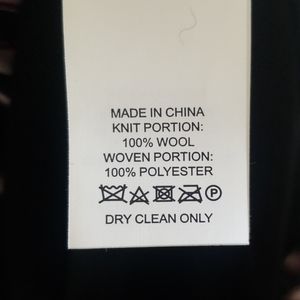 MADE IN CHINA
KNIT PORTION:
100% WOOL
WOVEN PORTION:
100% POLYESTER
P
DRY CLEAN ONLY